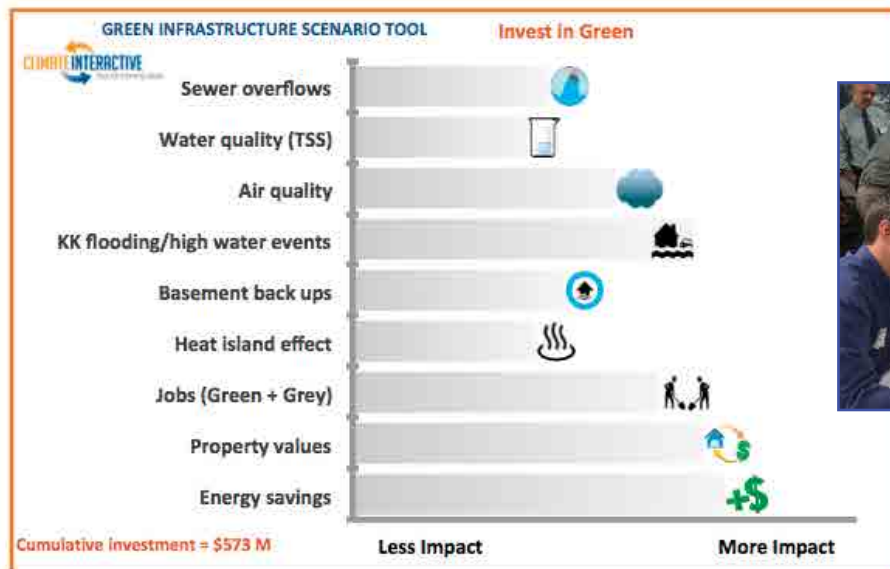 GREEN INFRASTRUCTURE SCENARIO TOOL
Invest in Green
CLIMATE INTERACTIVE
Sewer overflows
Water quality (TSS)
Air quality
KK flooding/high water events
Basement back ups
Heat island effect
Jobs (Green + Grey)
Property values
$
Energy savings
+$
Cumulative investment = $573 M
Less Impact
More Impact